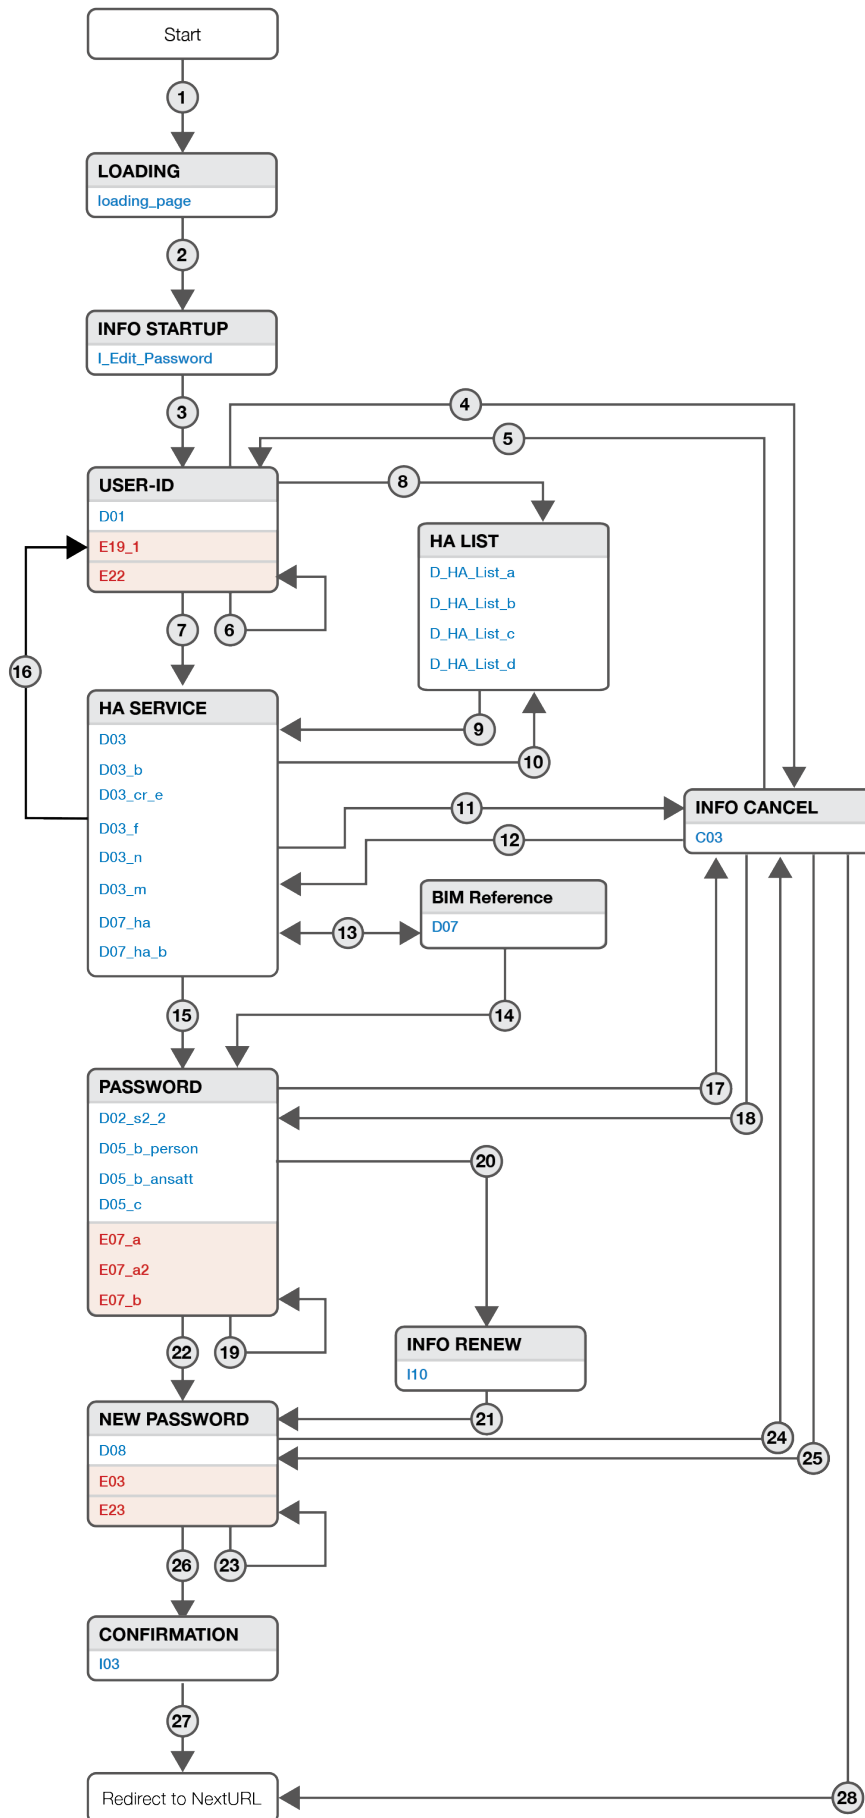 Start
1
LOADING
loading_page
2
INFO STARTUP
I_Edit_Password
3
4
5
USER-ID
D01
E19_1
E22
8
HA LIST
D_HA_List_a
D_HA_List_b
D_HA_List_c
D_HA_List_d
7
6
16
HA SERVICE
D03
D03_b
D03_cr_e
D03_f
D03_n
D03_m
D07_ha
D07_ha_b
9
10
11
12
INFO CANCEL
C03
BIM Reference
D07
13
14
15
PASSWORD
D02_s2_2
D05_b_person
D05_b_ansatt
D05_c
E07_a
E07_a2
E07_b
17
18
20
22
19
INFO RENEW
I10
21
NEW PASSWORD
D08
E03
E23
24
25
26
23
CONFIRMATION
I03
27
Redirect to NextURL
28